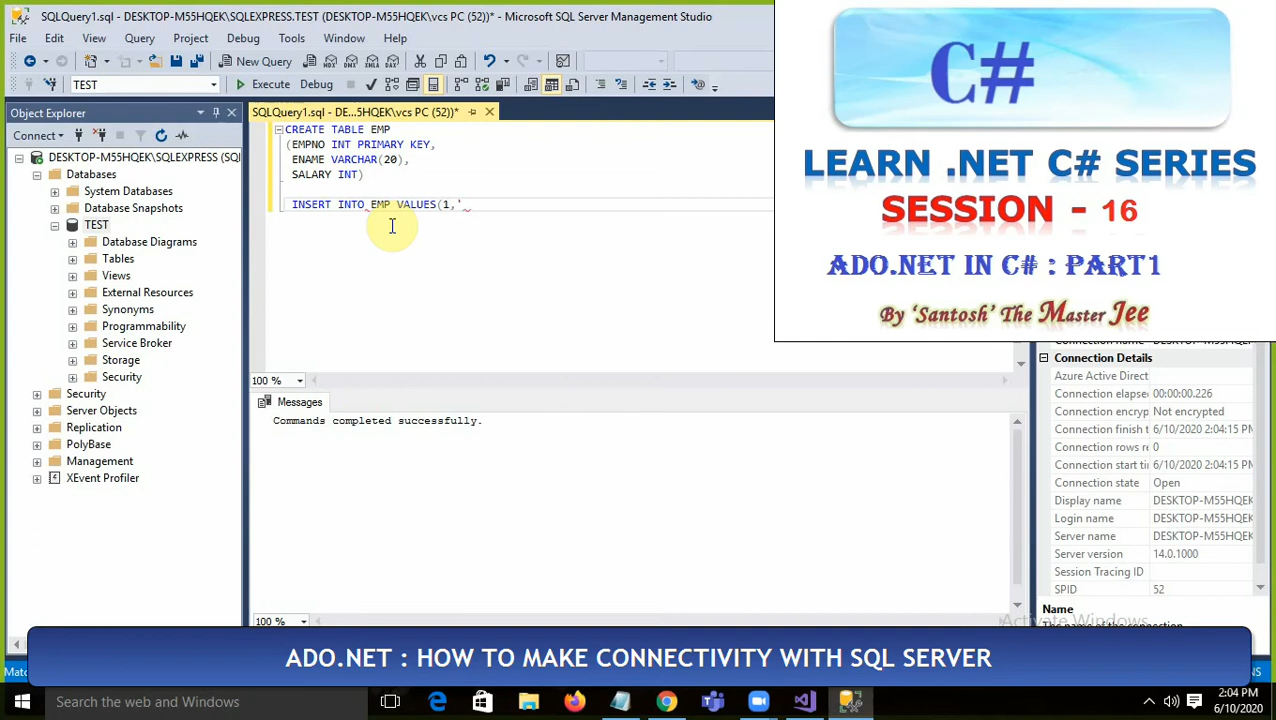 SQLQuery1.sql - DESKTOP-M55HQEK\SQLEXPRESS.TEST (DESKTOP-M55HQEK\vcs PC (52))* - Microsoft SQL Server Management Studio
File Edit View Query Project Debug Tools Window Help
New Query
TEST
Execute Debug
Object Explorer
Connect
DESKTOP-M55HQEK\SQLEXPRESS (SQL
Databases
System Databases
Database Snapshots
TEST
Database Diagrams
Tables
Views
External Resources
Synonyms
Programmability
Service Broker
Storage
Security
Security
Server Objects
Replication
PolyBase
Management
XEvent Profiler
SQLQuery1.sql - DE...5HQEK\vcs PC (52))*
CREATE TABLE EMP
(EMPNO INT PRIMARY KEY,
ENAME VARCHAR(20),
SALARY INT)
INSERT INTO EMP VALUES(1,'
100 %
Messages
Commands completed successfully.
100 %
C#
LEARN .NET C# SERIES
SESSION - 16
ADO.NET IN C# : PART1
By 'Santosh' The Master Jee
Connection Details
Azure Active Direct
Connection elapse 00:00:00.226
Connection encryp Not encrypted
Connection finish t 6/10/2020 2:04:15 PM
Connection rows re 0
Connection start tin 6/10/2020 2:04:15 PM
Connection state Open
Display name DESKTOP-M55HQEK
Login name DESKTOP-M55HQEK
Server name DESKTOP-M55HQEK
Server version 14.0.1000
Session Tracing ID
SPID 52
Name
Activate Windows
ADO.NET : HOW TO MAKE CONNECTIVITY WITH SQL SERVER
Search the web and Windows
2:04 PM
6/10/2020